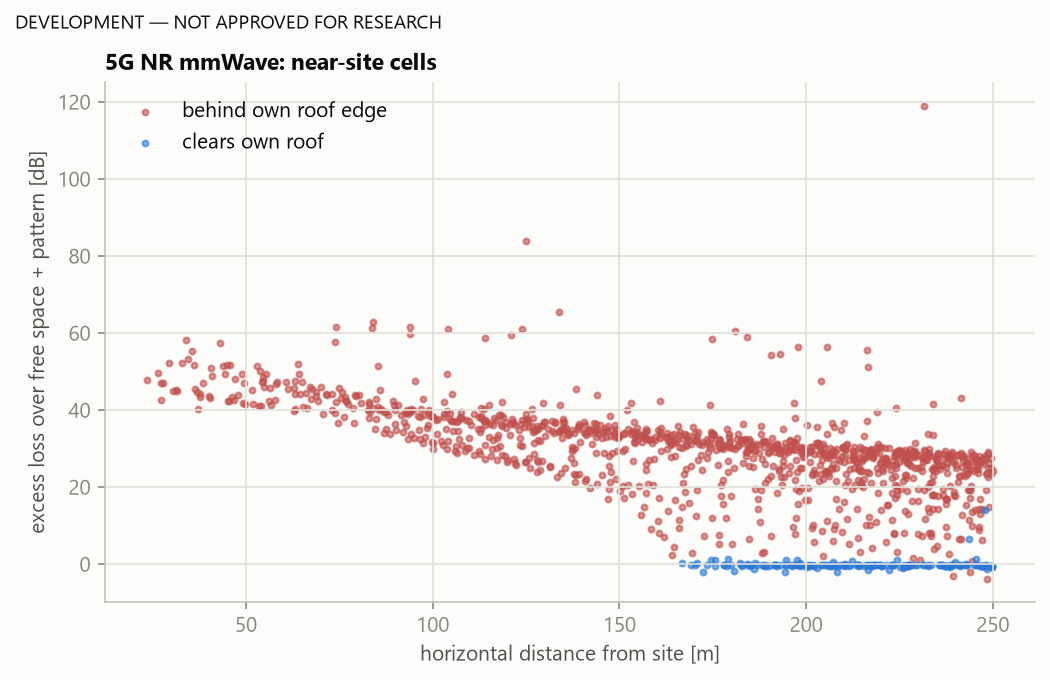 DEVELOPMENT — NOT APPROVED FOR RESEARCH
5G NR mmWave: near-site cells
behind own roof edge
clears own roof
excess loss over free space + pattern [dB]
120
100
80
60
40
20
0
50 100 150 200 250
horizontal distance from site [m]